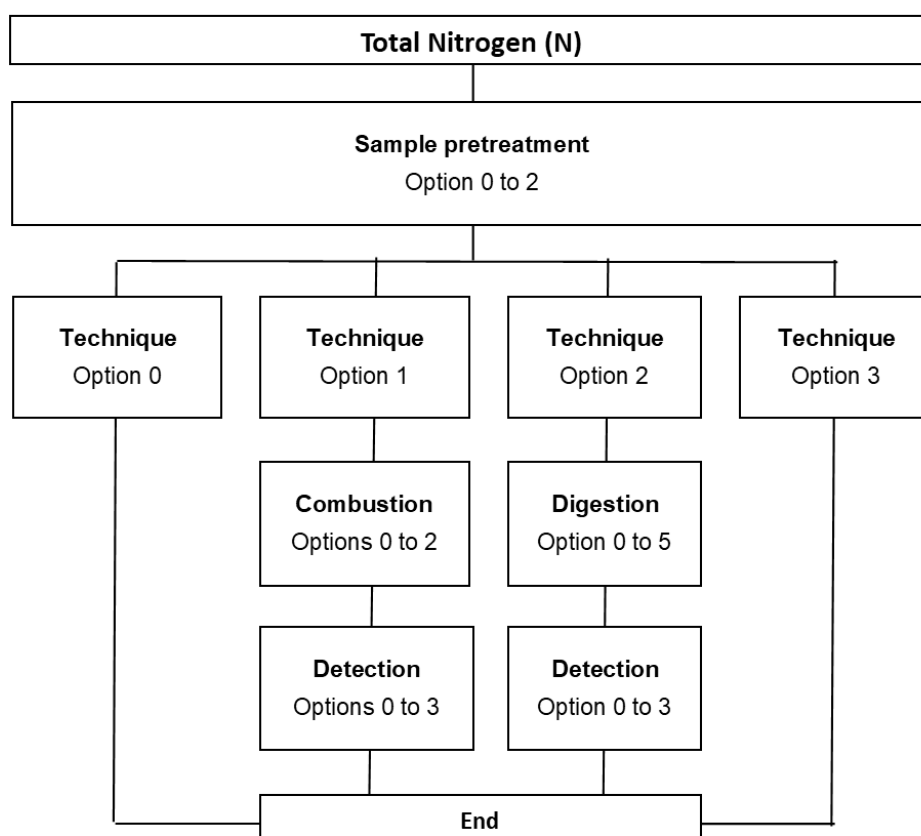 Total Nitrogen (N)
Sample pretreatment
Option 0 to 2
Technique
Option 0
Technique
Option 1
Technique
Option 2
Technique
Option 3
Combustion
Options 0 to 2
Digestion
Option 0 to 5
Detection
Options 0 to 3
Detection
Option 0 to 3
End